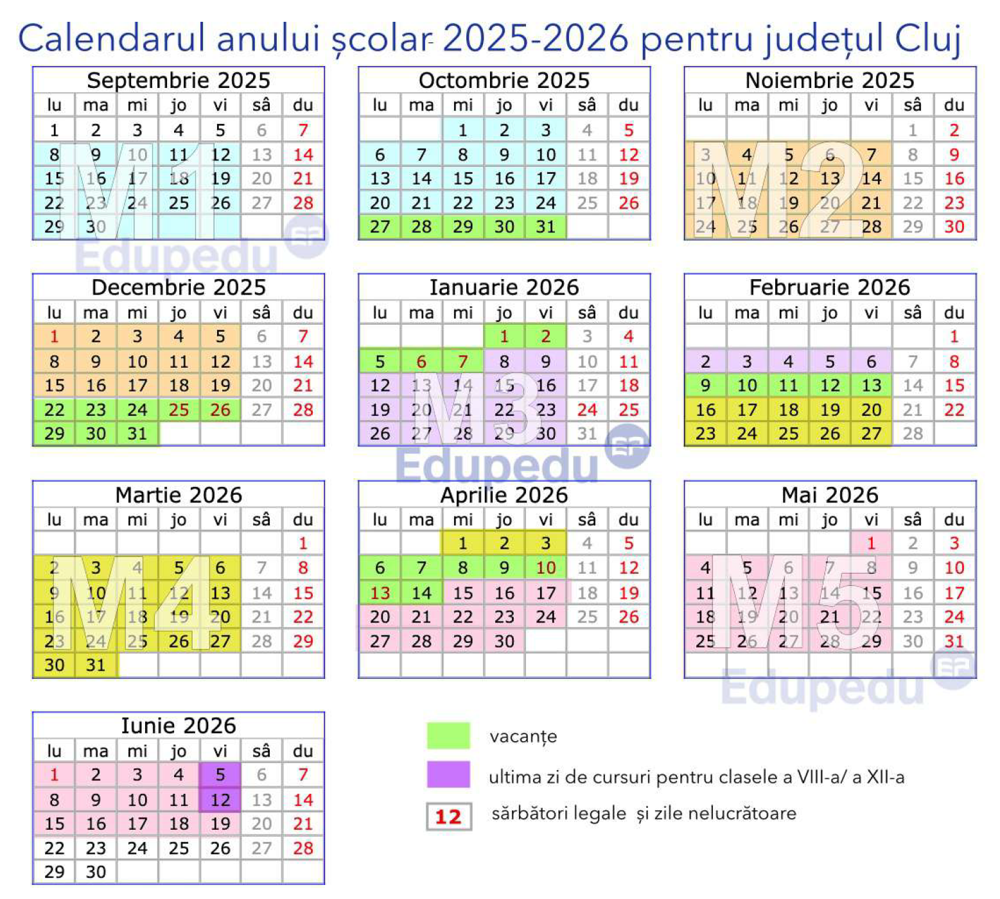 Calendarul anului școlar- 2025-2026 pentru județul Cluj
Septembrie 2025
lu ma mi jo vi sâ du
1 2 3 4 5 6 7
8 9 10 11 12 13 14
15 16 17 18 19 20 21
22 23 24 25 26 27 28
29 30
M1
Edupedu
Octombrie 2025
lu ma mi jo vi sâ du
1 2 3 4 5
6 7 8 9 10 11 12
13 14 15 16 17 18 19
20 21 22 23 24 25 26
27 28 29 30 31
Noiembrie 2025
lu ma mi jo vi sâ du
1 2
3 4 5 6 7 8 9
10 11 12 13 14 15 16
17 18 19 20 21 22 23
24 25 26 27 28 29 30
M2
Decembrie 2025
lu ma mi jo vi sâ du
1 2 3 4 5 6 7
8 9 10 11 12 13 14
15 16 17 18 19 20 21
22 23 24 25 26 27 28
29 30 31
Ianuarie 2026
lu ma mi jo vi sâ du
1 2 3 4
5 6 7 8 9 10 11
12 13 14 15 16 17 18
19 20 21 22 23 24 25
26 27 28 29 30 31
M3
Edupedu
Februarie 2026
lu ma mi jo vi sâ du
1
2 3 4 5 6 7 8
9 10 11 12 13 14 15
16 17 18 19 20 21 22
23 24 25 26 27 28
Martie 2026
lu ma mi jo vi sâ du
1
2 3 4 5 6 7 8
9 10 11 12 13 14 15
16 17 18 19 20 21 22
23 24 25 26 27 28 29
30 31
M4
Aprilie 2026
lu ma mi jo vi sâ du
1 2 3 4 5
6 7 8 9 10 11 12
13 14 15 16 17 18 19
20 21 22 23 24 25 26
27 28 29 30
Mai 2026
lu ma mi jo vi sâ du
1 2 3
4 5 6 7 8 9 10
11 12 13 14 15 16 17
18 19 20 21 22 23 24
25 26 27 28 29 30 31
M5
Edupedu
Iunie 2026
lu ma mi jo vi sâ du
1 2 3 4 5 6 7
8 9 10 11 12 13 14
15 16 17 18 19 20 21
22 23 24 25 26 27 28
29 30
vacanțe
ultima zi de cursuri pentru clasele a VIII-a/ a XII-a
12 sărbători legale și zile nelucrătoare